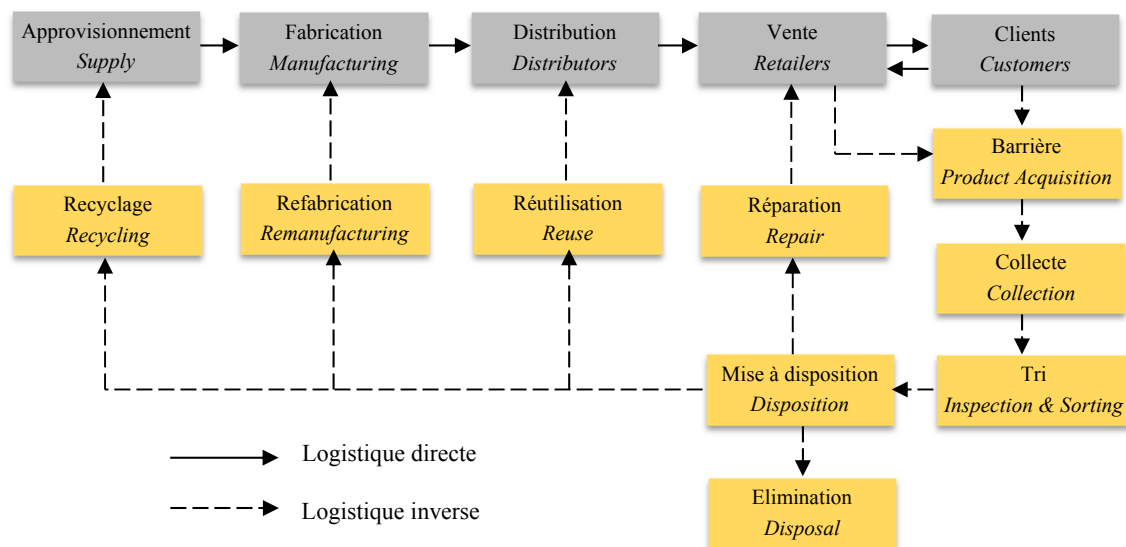 Approvisionnement
Supply
Fabrication
Manufacturing
Distribution
Distributors
Vente
Retailers
Clients
Customers
Barrière
Product Acquisition
Recyclage
Recycling
Refabrication
Remanufacturing
Réutilisation
Reuse
Réparation
Repair
Collecte
Collection
Mise à disposition
Disposition
Tri
Inspection & Sorting
Logistique directe
Logistique inverse
Elimination
Disposal